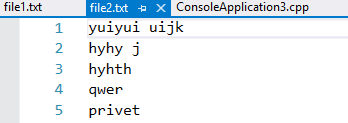 file1.txt file2.txt ConsoleApplication3.cpp
1 yuiyui uijk
2 hyhy j
3 hyhth
4 qwer
5 privet